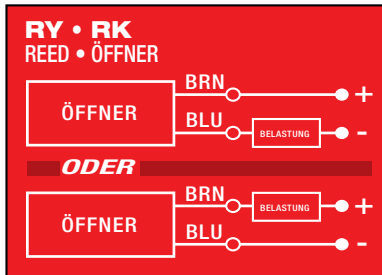 RY • RK
REED • ÖFFNER
BRN
+
ÖFFNER
BLU
BELASTUNG
-
ODER
BRN
BELASTUNG
+
ÖFFNER
BLU
-